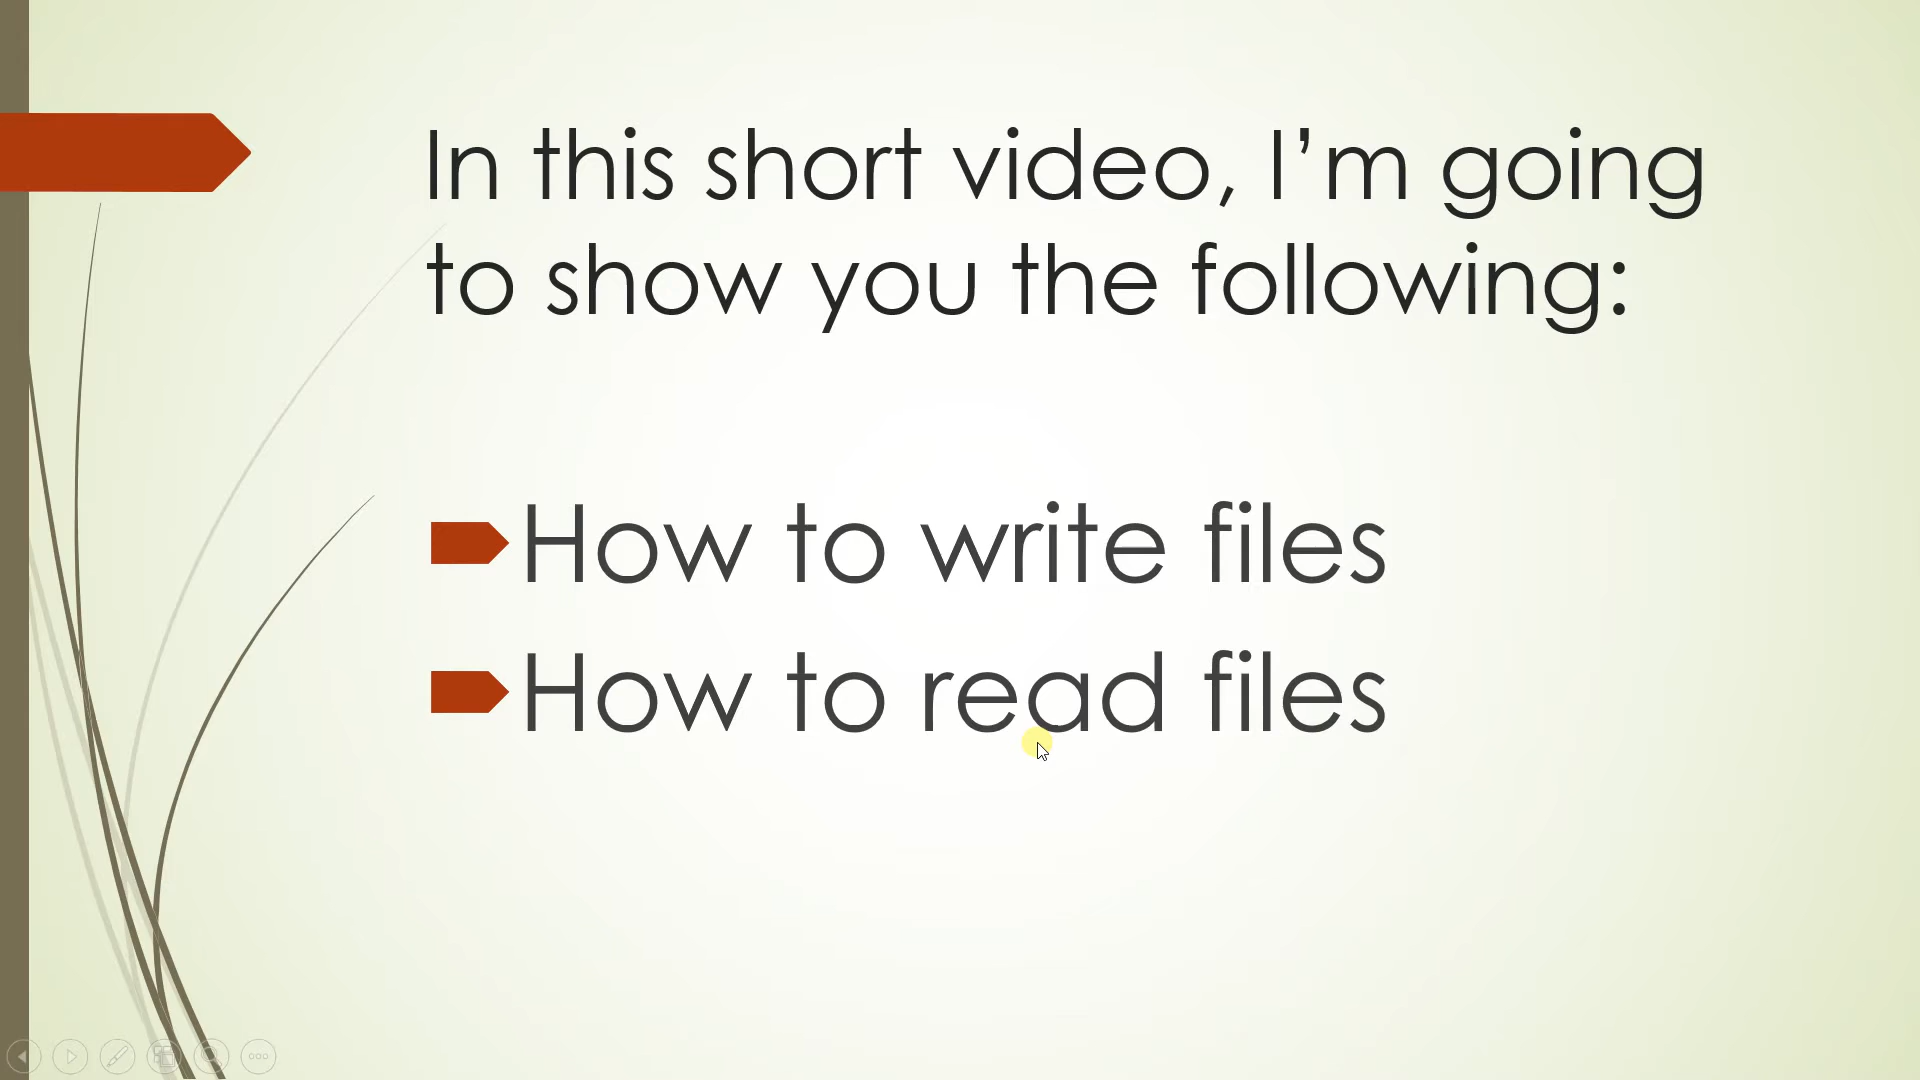 In this short video, I’m going
to show you the following:
How to write files
How to read files